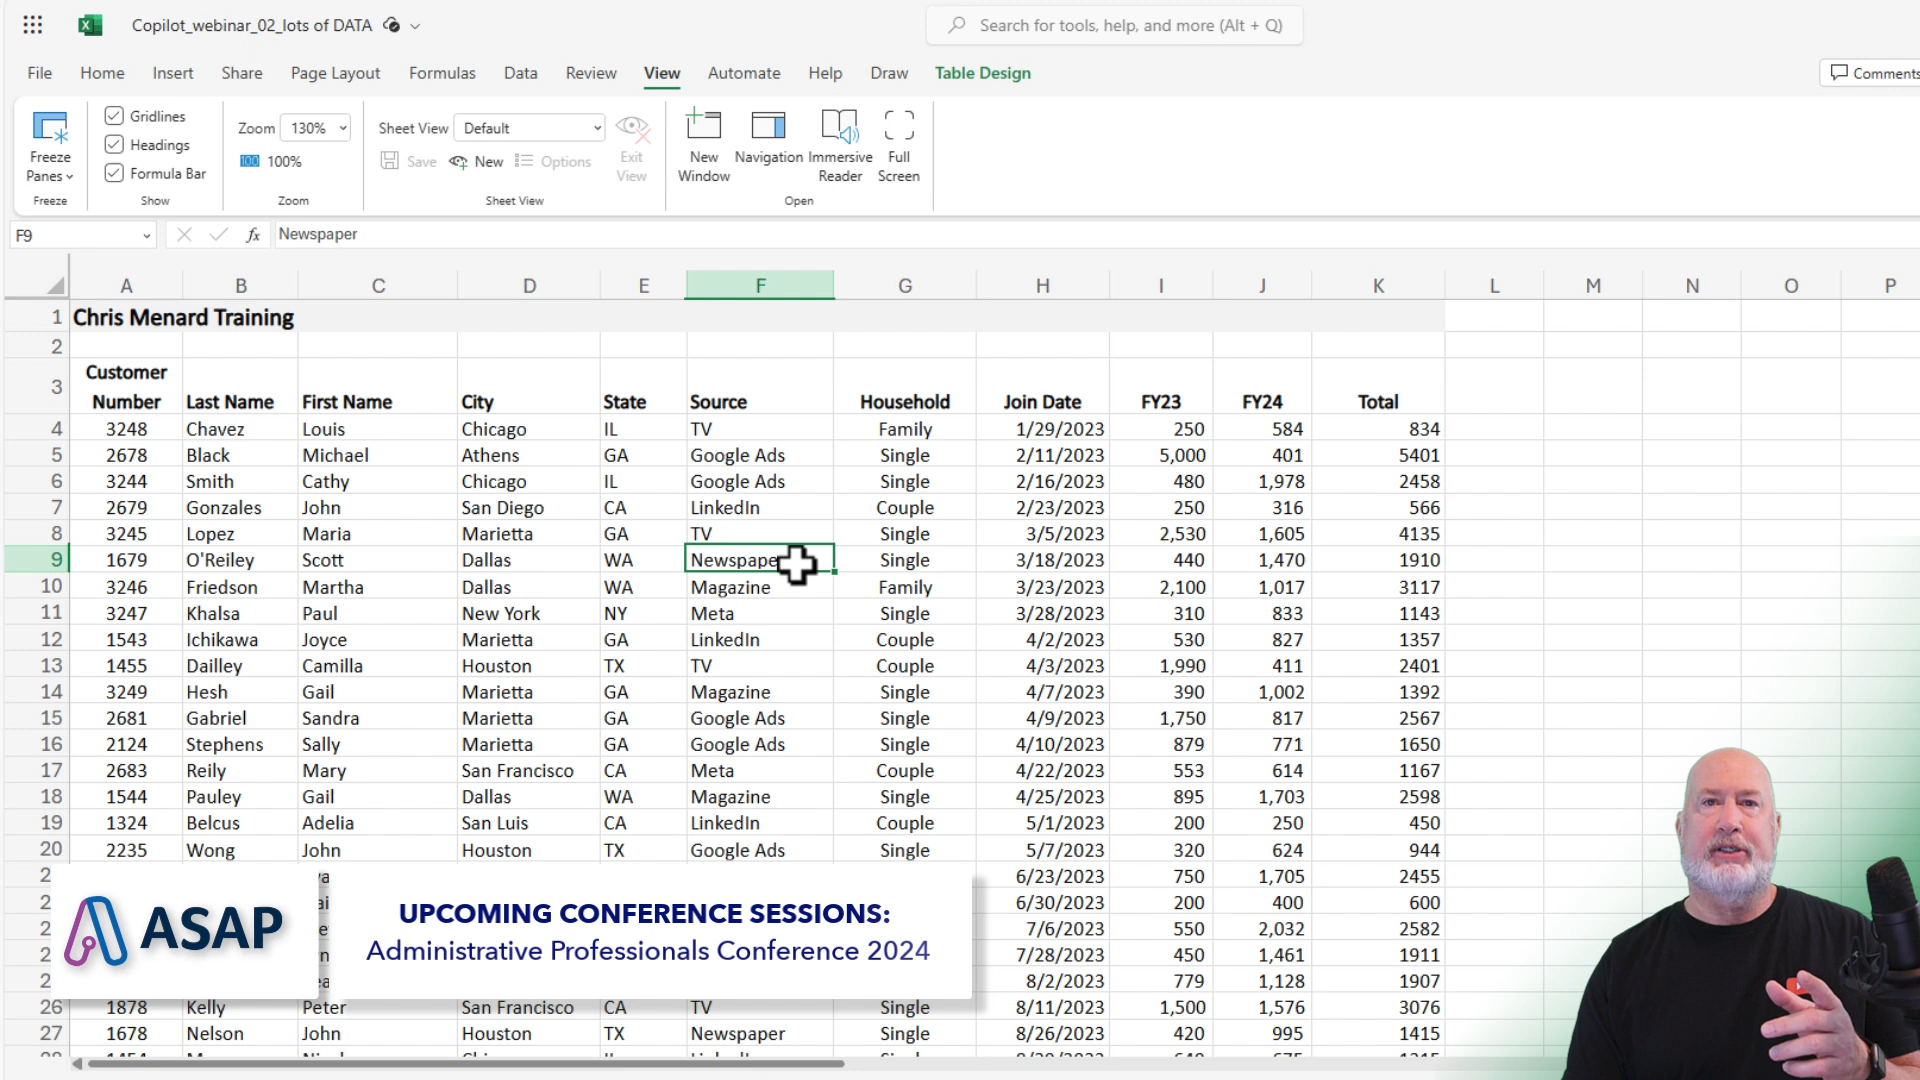 Copilot_webinar_02_lots of DATA
Search for tools, help, and more (Alt + Q)
File Home Insert Share Page Layout Formulas Data Review View Automate Help Draw Table Design
Comments
Freeze Panes
Freeze
Gridlines
Headings
Formula Bar
Show
Zoom 130%
100 100%
Zoom
Sheet View Default
Save New Options
Exit View
Sheet View
New Window
Navigation
Immersive Reader
Full Screen
Open
F9 fx Newspaper
A B C D E F G H I J K L M N O P
1 Chris Menard Training
2
3 Customer Number Last Name First Name City State Source Household Join Date FY23 FY24 Total
4 3248 Chavez Louis Chicago IL TV Family 1/29/2023 250 584 834
5 2678 Black Michael Athens GA Google Ads Single 2/11/2023 5,000 401 5401
6 3244 Smith Cathy Chicago IL Google Ads Single 2/16/2023 480 1,978 2458
7 2679 Gonzales John San Diego CA LinkedIn Couple 2/23/2023 250 316 566
8 3245 Lopez Maria Marietta GA TV Single 3/5/2023 2,530 1,605 4135
9 1679 O'Reiley Scott Dallas WA Newspape Single 3/18/2023 440 1,470 1910
10 3246 Friedson Martha Dallas WA Magazine Family 3/23/2023 2,100 1,017 3117
11 3247 Khalsa Paul New York NY Meta Single 3/28/2023 310 833 1143
12 1543 Ichikawa Joyce Marietta GA LinkedIn Couple 4/2/2023 530 827 1357
13 1455 Dailley Camilla Houston TX TV Couple 4/3/2023 1,990 411 2401
14 3249 Hesh Gail Marietta GA Magazine Single 4/7/2023 390 1,002 1392
15 2681 Gabriel Sandra Marietta GA Google Ads Single 4/9/2023 1,750 817 2567
16 2124 Stephens Sally Marietta GA Google Ads Single 4/10/2023 879 771 1650
17 2683 Reily Mary San Francisco CA Meta Couple 4/22/2023 553 614 1167
18 1544 Pauley Gail Dallas WA Magazine Single 4/25/2023 895 1,703 2598
19 1324 Belcus Adelia San Luis CA LinkedIn Couple 5/1/2023 200 250 450
20 2235 Wong John Houston TX Google Ads Single 5/7/2023 320 624 944
6/23/2023 750 1,705 2455
6/30/2023 200 400 600
7/6/2023 550 2,032 2582
7/28/2023 450 1,461 1911
8/2/2023 779 1,128 1907
ASAP
UPCOMING CONFERENCE SESSIONS:
Administrative Professionals Conference 2024
26 1878 Kelly Peter San Francisco CA TV Single 8/11/2023 1,500 1,576 3076
27 1678 Nelson John Houston TX Newspaper Single 8/26/2023 420 995 1415